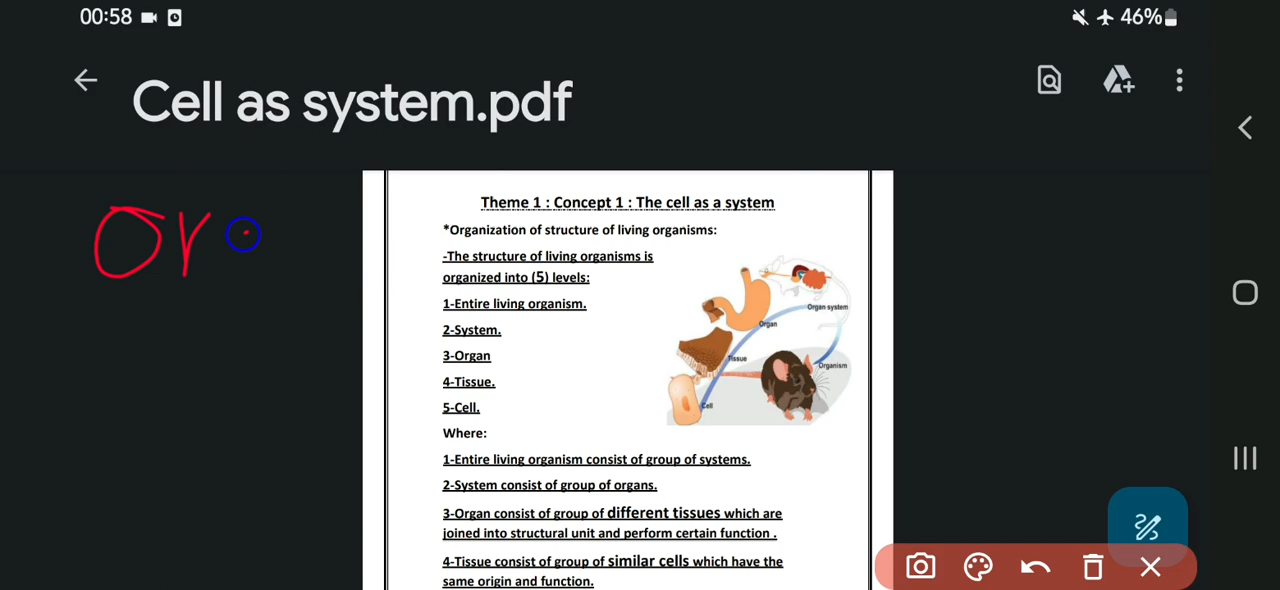 00:58 46%
Cell as system.pdf
or
Theme 1 : Concept 1 : The cell as a system
*Organization of structure of living organisms:
-The structure of living organisms is
organized into (5) levels:
1-Entire living organism.
2-System.
3-Organ
4-Tissue.
5-Cell.
Organ system
Organ
Tissue
Organism
Cell
Where:
1-Entire living organism consist of group of systems.
2-System consist of group of organs.
3-Organ consist of group of different tissues which are
joined into structural unit and perform certain function .
4-Tissue consist of group of similar cells which have the
same origin and function.